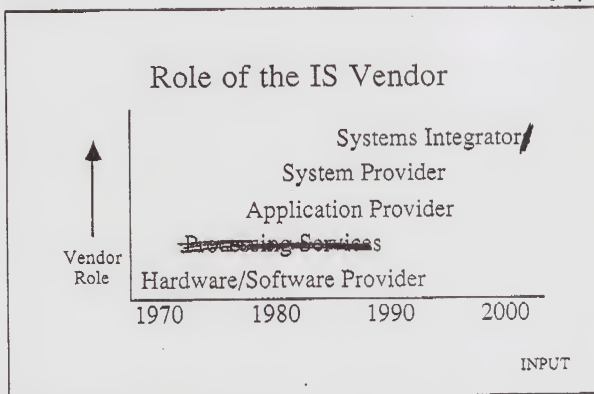 Role of the IS Vendor
Systems Integrator
System Provider
Application Provider
Processing Services
Vendor
Role
Hardware/Software Provider
1970 1980 1990 2000
INPUT